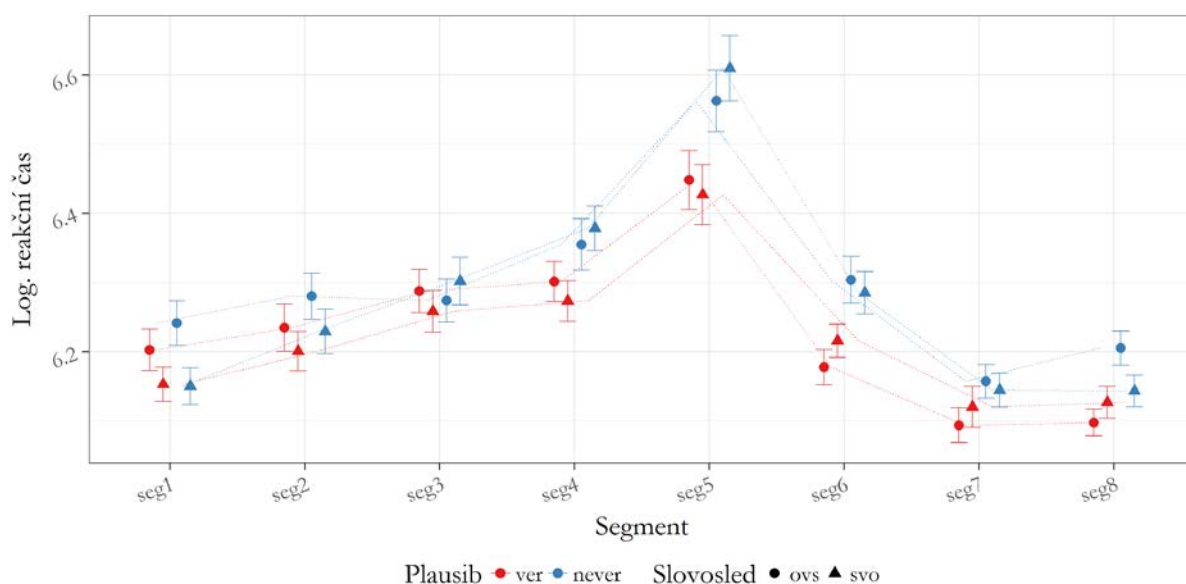 6.6
6.4
6.2
Log. reakční čas
seg1 seg2 seg3 seg4 seg5 seg6 seg7 seg8
Segment
Plausib ver never Slovosled ovs svo